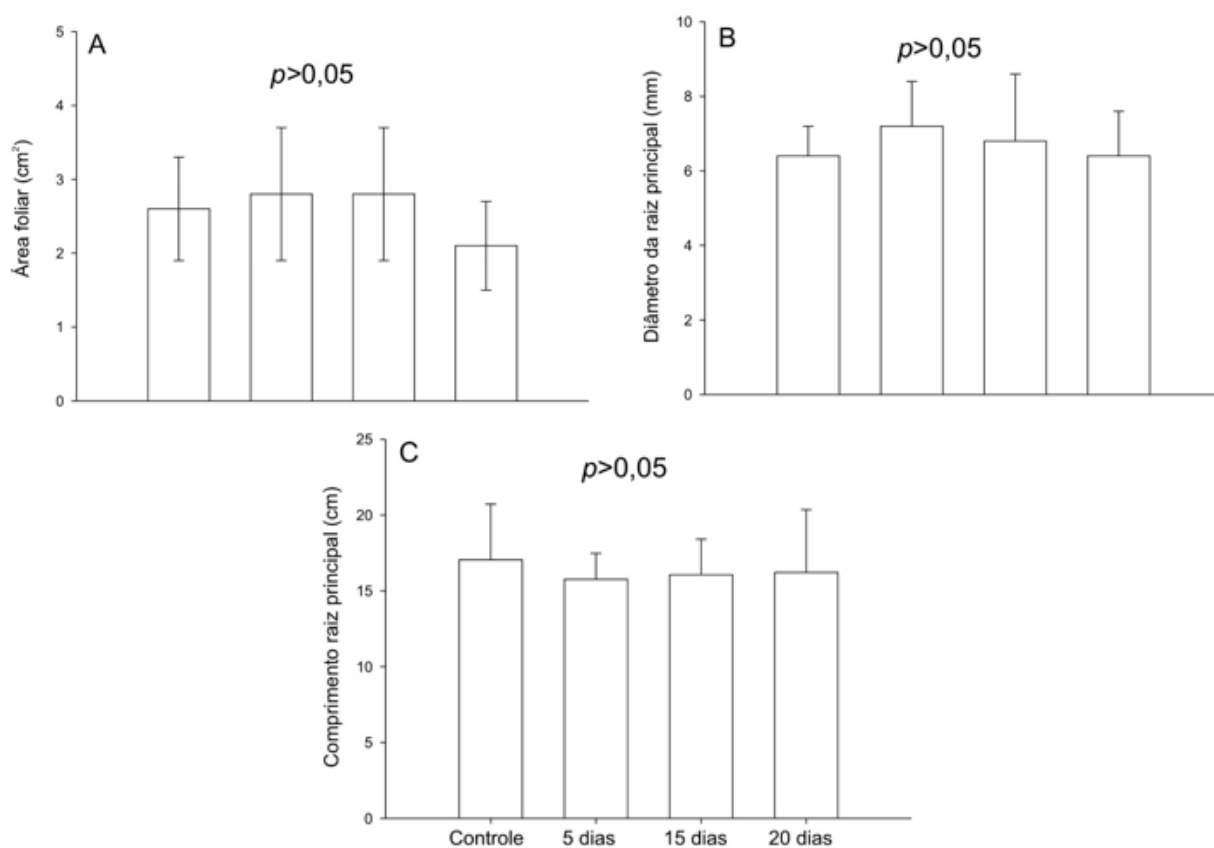 A
p>0,05
Área foliar (cm²)
5
4
3
2
1
0
B
p>0,05
Diâmetro da raiz principal (mm)
10
8
6
4
2
0
C
p>0,05
Comprimento raiz principal (cm)
25
20
15
10
5
0
Controle 5 dias 15 dias 20 dias